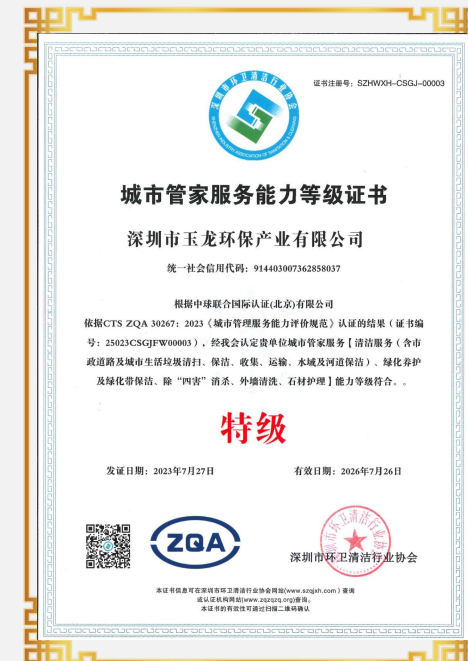 证书注册号：SZHWXH-CSGJ-00003
深圳市环卫清洁行业协会
城市管家服务能力等级证书
深圳市玉龙环保产业有限公司
统一社会信用代码：914403007362858037
根据中球联合国际认证(北京)有限公司
依据CTS ZQA 30267：2023《城市管理服务能力评价规范》认证的结果（证书编
号：25023CSGJFW00003），经我会认定贵单位城市管家服务【清洁服务（含市
政道路及城市生活垃圾清扫、保洁、收集、运输、水域及河道保洁）、绿化养护
及绿化带保洁、除“四害”消杀、外墙清洗、石材护理】能力等级符合。。
特级
发证日期：2023年7月27日
有效日期：2026年7月26日
ZQA
深圳市环卫清洁行业协会
本证书信息可在深圳市环卫清洁行业协会网站(www.szqjxh.com）查询
或认证机构网站(www.zqzqzq.org)查询。
本证书的有效性可通过扫描二维码确认